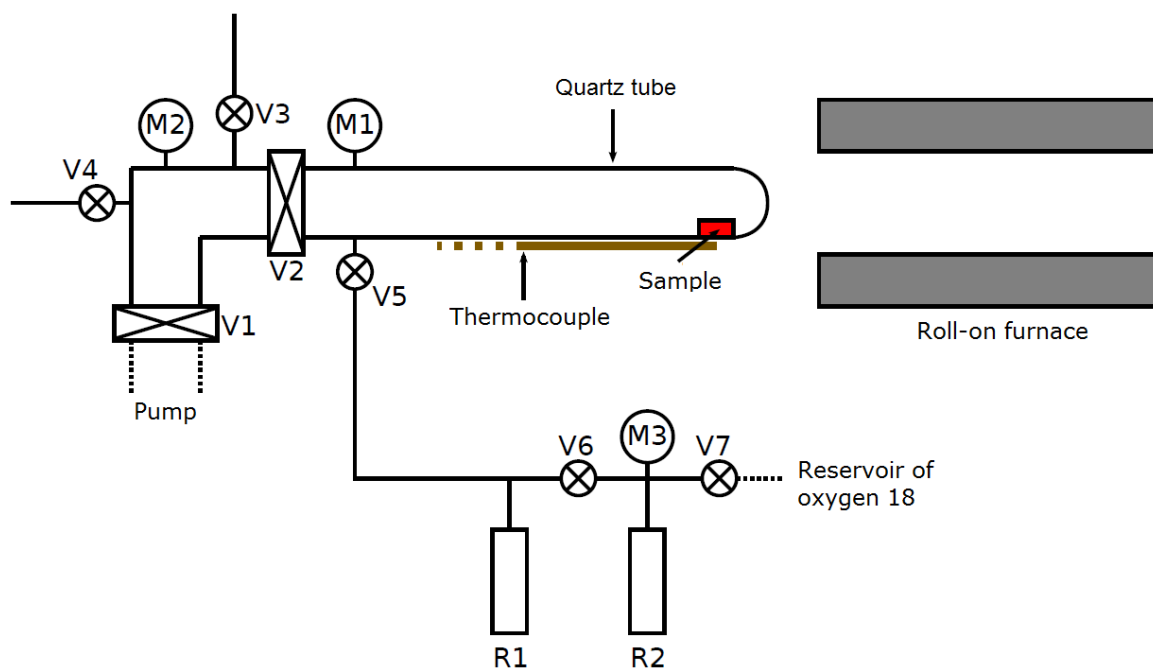 Quartz tube
M2
V3
M1
V4
V2
V5
Sample
Thermocouple
Roll-on furnace
V1
Pump
V6
M3
V7
Reservoir of
oxygen 18
R1
R2